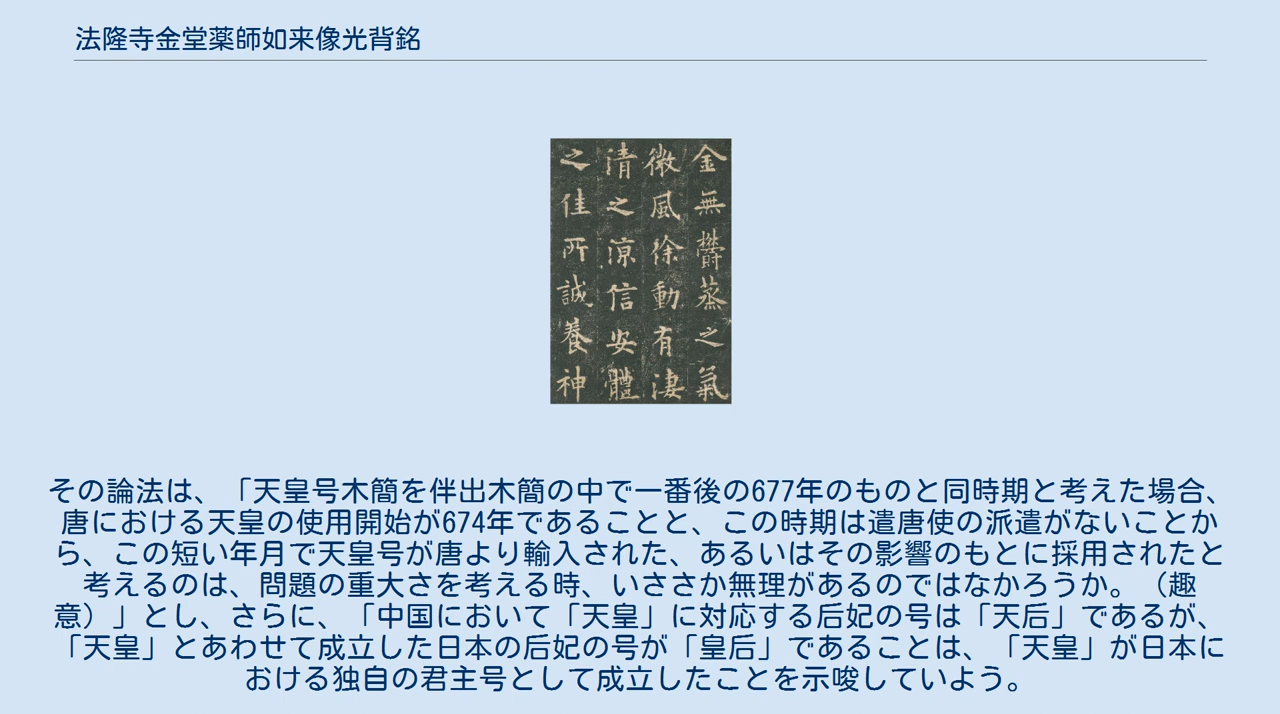 法隆寺金堂薬師如来像光背銘
金無欝蒸之氣
微風徐動有淒
清之涼信安體
之佳所誠養神
その論法は、「天皇号木簡を伴出木簡の中で一番後の677年のものと同時期と考えた場合、
唐における天皇の使用開始が674年であることと、この時期は遣唐使の派遣がないことか
ら、この短い年月で天皇号が唐より輸入された、あるいはその影響のもとに採用されたと
考えるのは、問題の重大さを考える時、いささか無理があるのではなかろうか。（趣
意）」とし、さらに、「中国において「天皇」に対応する后妃の号は「天后」であるが、
「天皇」とあわせて成立した日本の后妃の号が「皇后」であることは、「天皇」が日本に
おける独自の君主号として成立したことを示唆していよう。